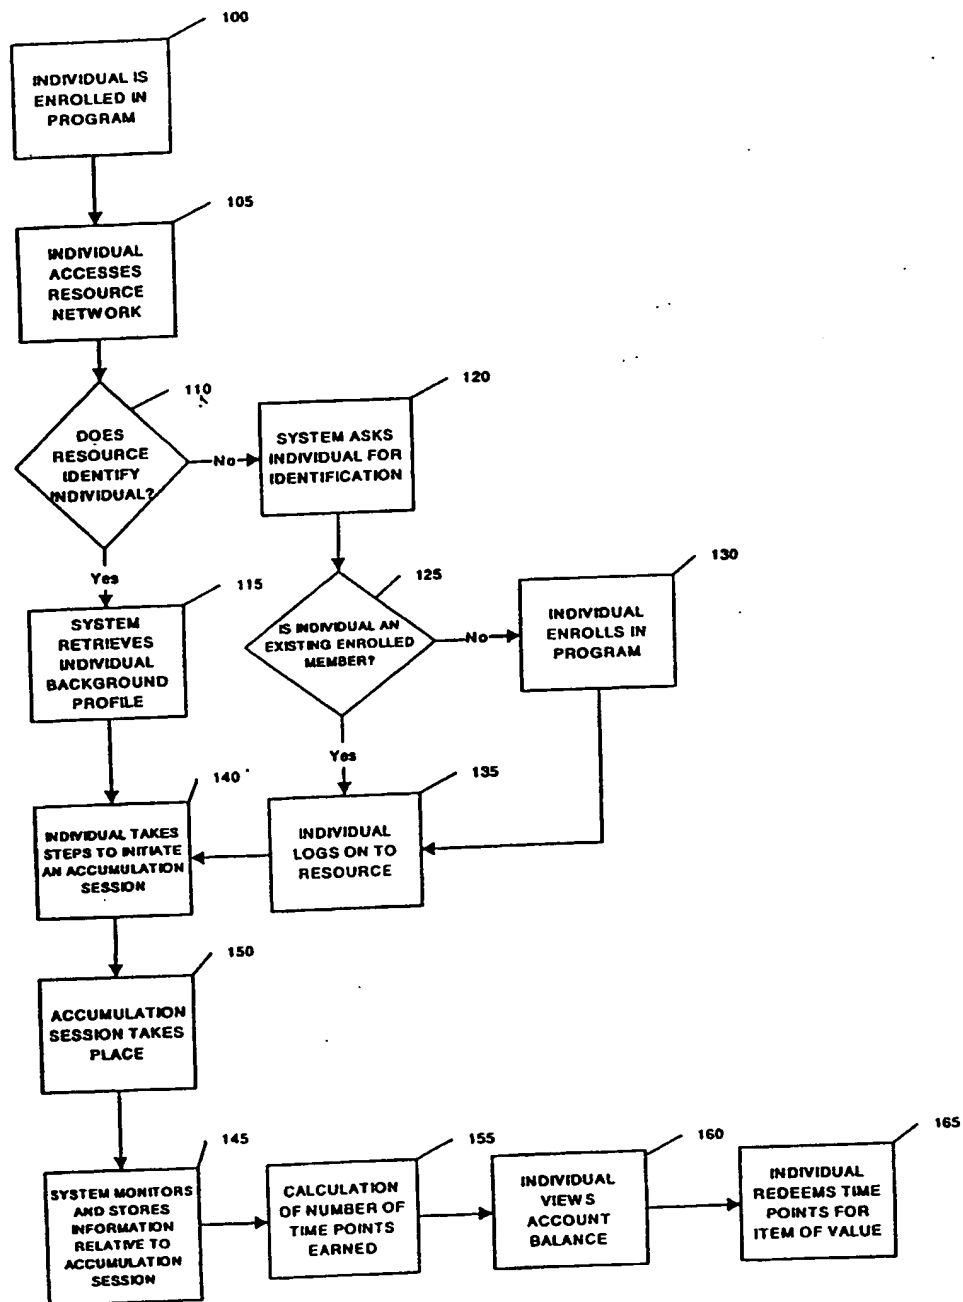 100
INDIVIDUAL IS
ENROLLED IN
PROGRAM
105
INDIVIDUAL
ACCESSES
RESOURCE
NETWORK
110
DOES
RESOURCE
IDENTIFY
INDIVIDUAL?
No
120
SYSTEM ASKS
INDIVIDUAL FOR
IDENTIFICATION
Yes
115
SYSTEM
RETRIEVES
INDIVIDUAL
BACKGROUND
PROFILE
125
IS INDIVIDUAL AN
EXISTING ENROLLED
MEMBER?
No
130
INDIVIDUAL
ENROLLS IN
PROGRAM
Yes
135
INDIVIDUAL
LOGS ON TO
RESOURCE
140
INDIVIDUAL TAKES
STEPS TO INITIATE
AN ACCUMULATION
SESSION
150
ACCUMULATION
SESSION TAKES
PLACE
145
SYSTEM MONITORS
AND STORES
INFORMATION
RELATIVE TO
ACCUMULATION
SESSION
155
CALCULATION
OF NUMBER OF
TIME POINTS
EARNED
160
INDIVIDUAL
VIEWS
ACCOUNT
BALANCE
165
INDIVIDUAL
REDEEMS TIME
POINTS FOR
ITEM OF VALUE